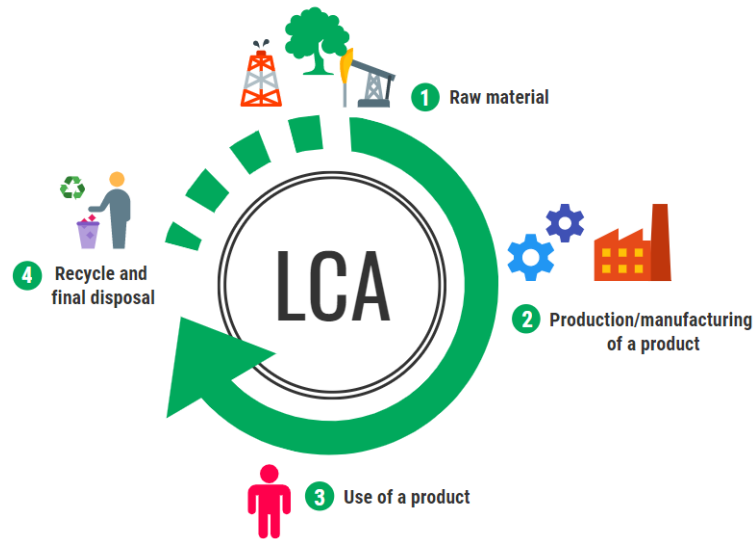 1 Raw material
LCA
2 Production/manufacturing
of a product
3 Use of a product
4 Recycle and
final disposal